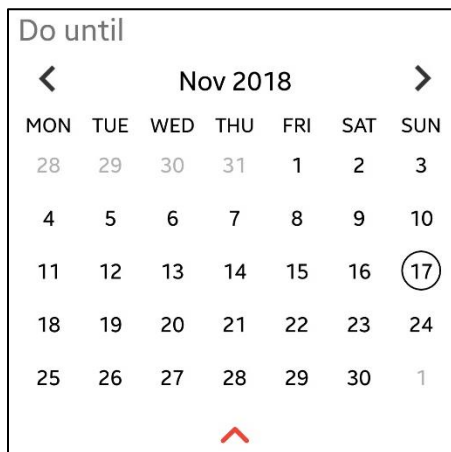 Do until
Nov 2018
MON TUE WED THU FRI SAT SUN
28 29 30 31 1 2 3
4 5 6 7 8 9 10
11 12 13 14 15 16 17
18 19 20 21 22 23 24
25 26 27 28 29 30 1